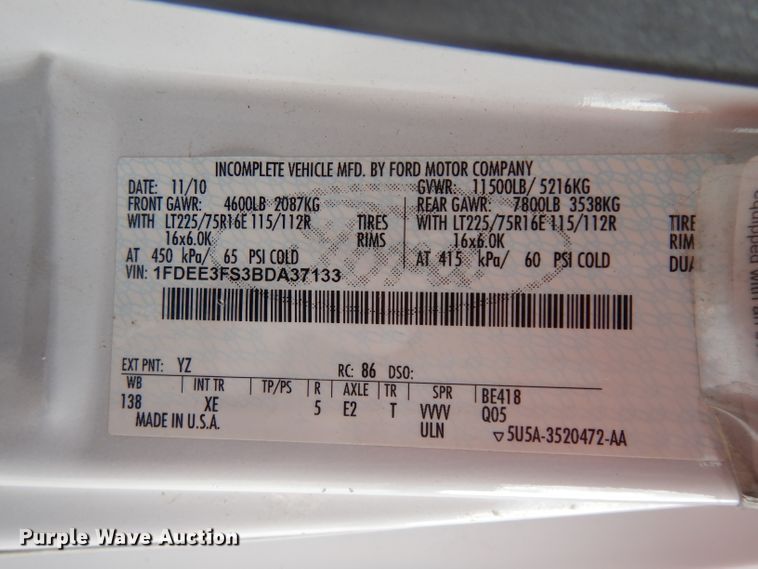 INCOMPLETE VEHICLE MFD. BY FORD MOTOR COMPANY
DATE: 11/10 GVWR: 11500LB/ 5216KG
FRONT GAWR: 4600LB 2087KG REAR GAWR: 7800LB 3538KG
WITH LT225/75R16E 115/112R TIRES WITH LT225/75R16E 115/112R TIRE
16x6.0K RIMS 16x6.0K RIM
AT 450 kPa/ 65 PSI COLD AT 415 kPa/ 60 PSI COLD DUA
VIN: 1FDEE3FS3BDA37133
EXT PNT: YZ RC: 86 DSO:
WB INT TR TP/PS R AXLE TR SPR BE418
138 XE 5 E2 T VVVV Q05
MADE IN U.S.A. ULN ▽5U5A-3520472-AA
equipped with an
Purple Wave Auction